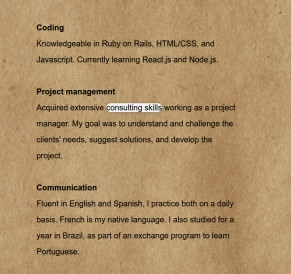 Coding
Knowledgeable in Ruby on Rails, HTML/CSS, and
Javascript. Currently learning React.js and Node.js.
Project management
Acquired extensive consulting skills working as a project
manager. My goal was to understand and challenge the
clients' needs, suggest solutions, and develop the
project.
Communication
Fluent in English and Spanish, I practice both on a daily
basis. French is my native language. I also studied for a
year in Brazil, as part of an exchange program to learn
Portuguese.